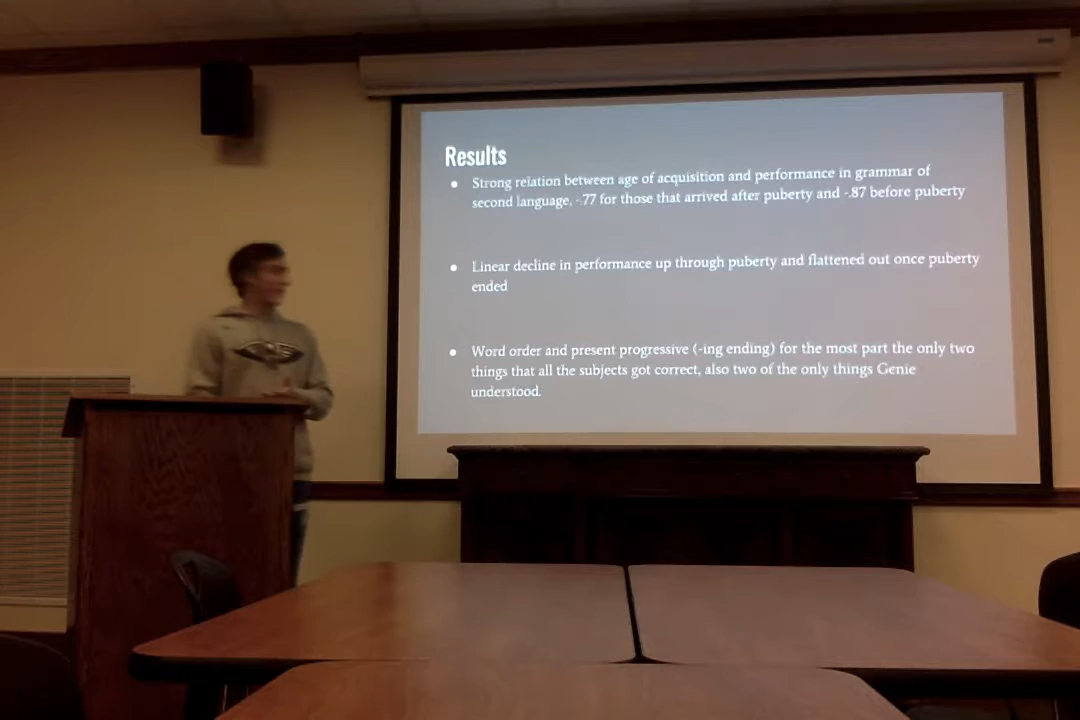 Results
• Strong relation between age of acquisition and performance in grammar of
second language, -.77 for those that arrived after puberty and -.87 before puberty
• Linear decline in performance up through puberty and flattened out once puberty
ended
• Word order and present progressive (-ing ending) for the most part the only two
things that all the subjects got correct, also two of the only things Genie
understood.